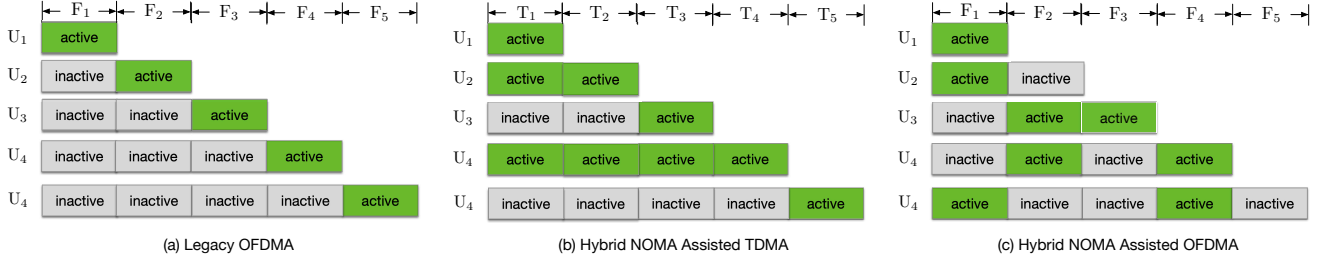 F1 F2 F3 F4 F5
U1 active
U2 inactive active
U3 inactive inactive active
U4 inactive inactive inactive active
U4 inactive inactive inactive inactive active
(a) Legacy OFDMA
T1 T2 T3 T4 T5
U1 active
U2 active active
U3 inactive inactive active
U4 active active active active
U4 inactive inactive inactive inactive active
(b) Hybrid NOMA Assisted TDMA
F1 F2 F3 F4 F5
U1 active
U2 active inactive
U3 inactive active active
U4 inactive active inactive active
U4 active inactive inactive active inactive
(c) Hybrid NOMA Assisted OFDMA